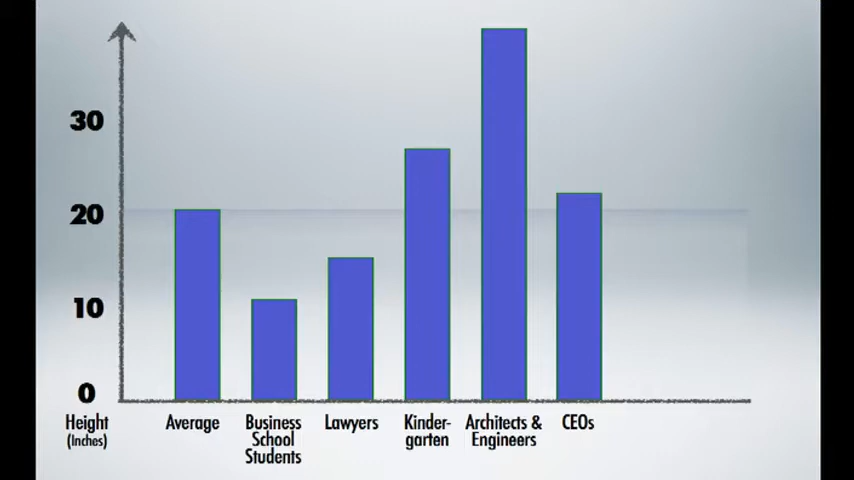 30
20
10
0
Height
(Inches)
Average
Business
School
Students
Lawyers
Kinder-
garten
Architects &
Engineers
CEOs